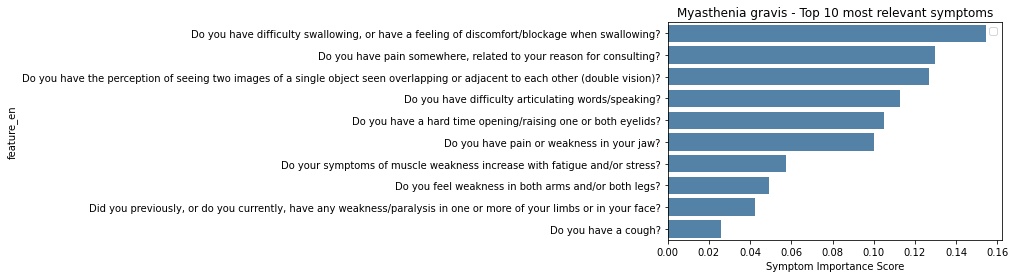 Myasthenia gravis - Top 10 most relevant symptoms
Do you have difficulty swallowing, or have a feeling of discomfort/blockage when swallowing?
Do you have pain somewhere, related to your reason for consulting?
Do you have the perception of seeing two images of a single object seen overlapping or adjacent to each other (double vision)?
Do you have difficulty articulating words/speaking?
Do you have a hard time opening/raising one or both eyelids?
Do you have pain or weakness in your jaw?
Do your symptoms of muscle weakness increase with fatigue and/or stress?
Do you feel weakness in both arms and/or both legs?
Did you previously, or do you currently, have any weakness/paralysis in one or more of your limbs or in your face?
Do you have a cough?
feature_en
0.00 0.02 0.04 0.06 0.08 0.10 0.12 0.14 0.16
Symptom Importance Score